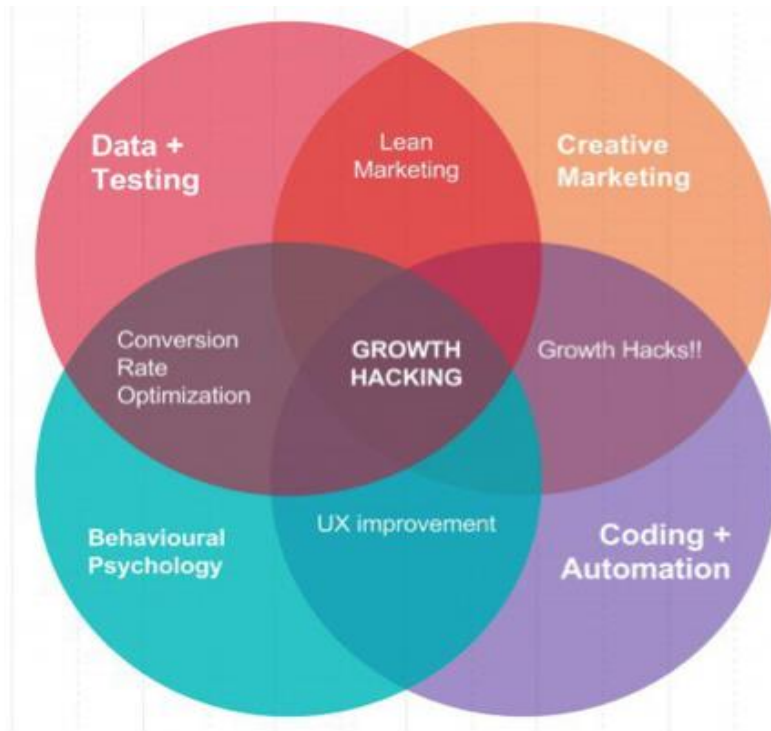 Data +
Testing
Lean
Marketing
Creative
Marketing
Conversion
Rate
Optimization
GROWTH
HACKING
Growth Hacks!!
Behavioural
Psychology
UX improvement
Coding +
Automation